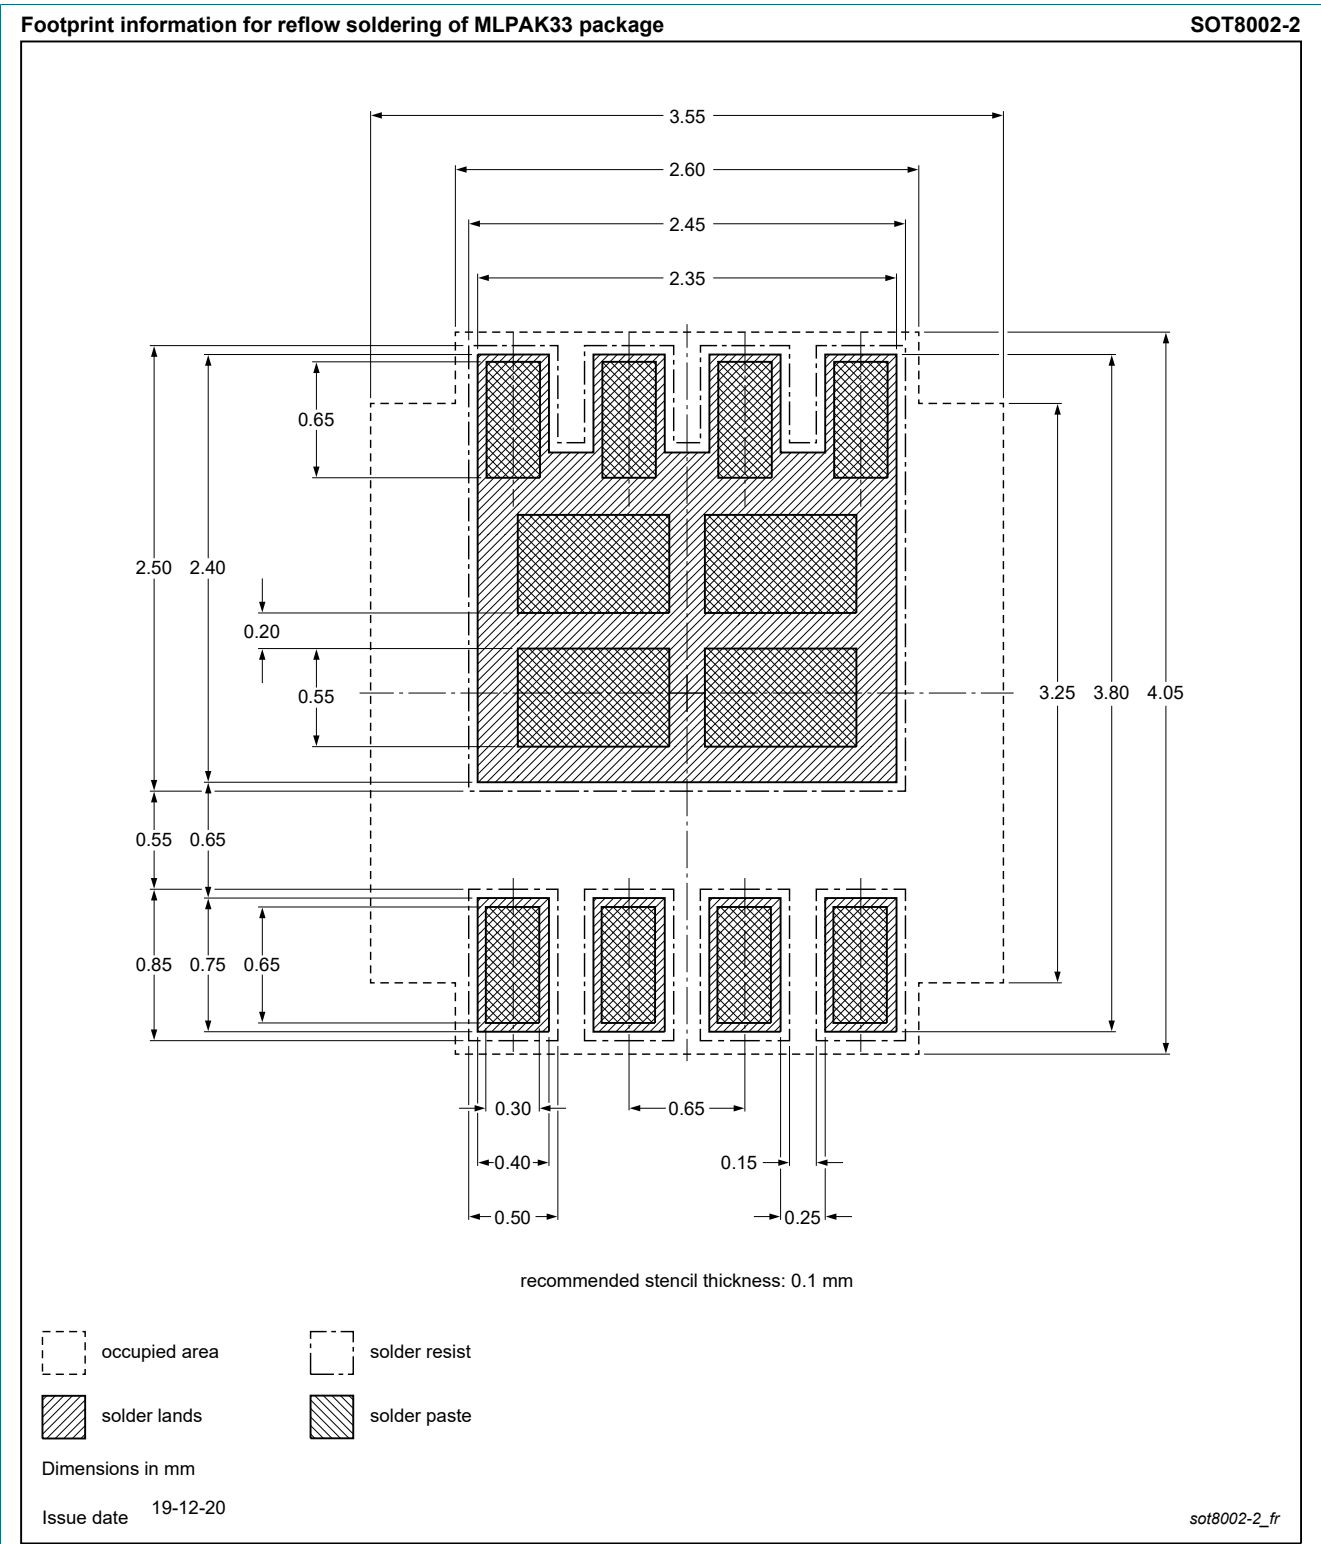 Footprint information for reflow soldering of MLPAK33 package SOT8002-2
3.55
2.60
2.45
2.35
0.65
2.50 2.40
0.20
0.55
3.25 3.80 4.05
0.55 0.65
0.85 0.75 0.65
0.30 0.65
0.40 0.15
0.50 0.25
recommended stencil thickness: 0.1 mm
occupied area solder resist
solder lands solder paste
Dimensions in mm
Issue date 19-12-20
sot8002-2_fr